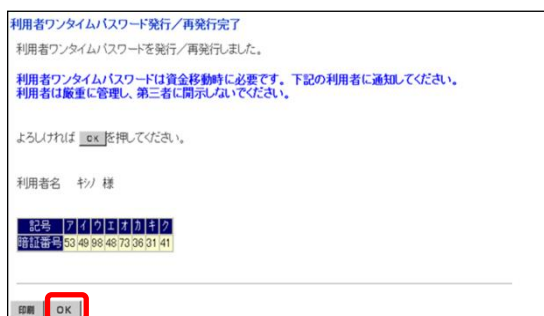 利用者ワンタイムパスワード発行／再発行完了
利用者ワンタイムパスワードを発行／再発行しました。
利用者ワンタイムパスワードは資金移動時に必要です。下記の利用者に通知してください。
利用者は厳重に管理し、第三者に開示しないでください。
よろしければ OK を押してください。
利用者名 ｷｼﾉ 様
記号 ア イ ウ エ オ カ キ ク
暗証番号 53 49 98 48 73 36 31 41
印刷 OK